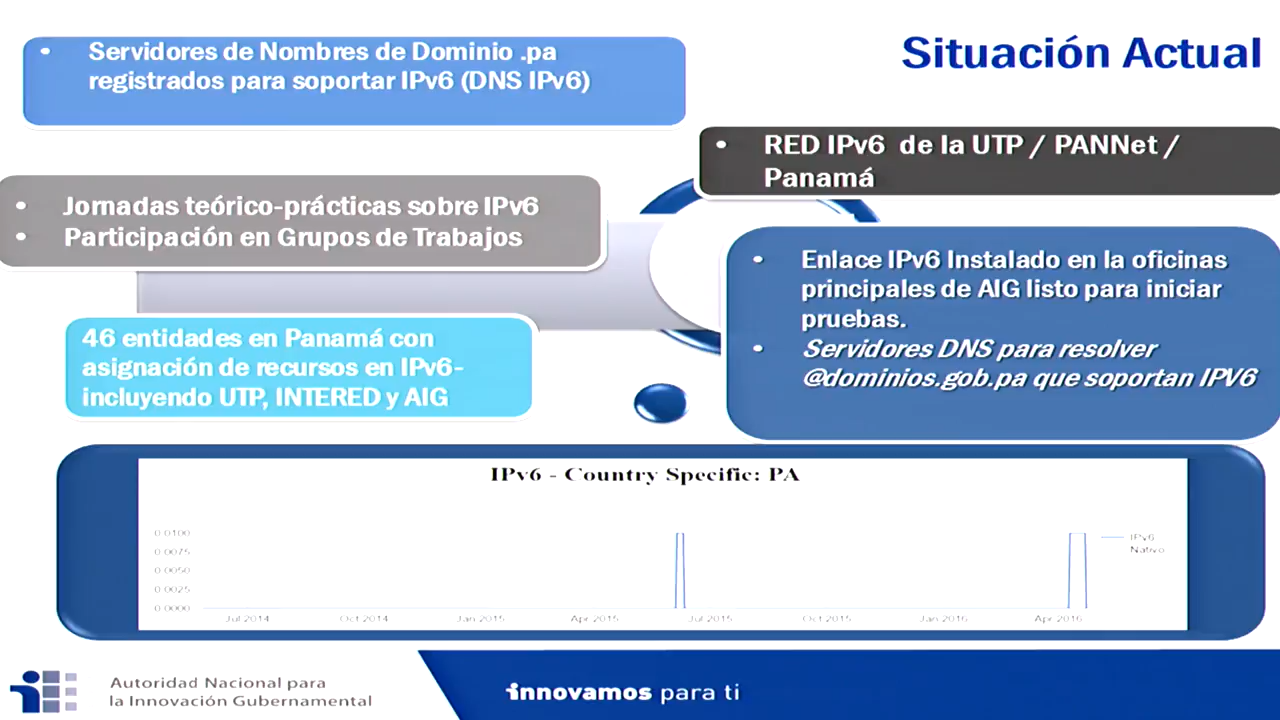 Situación Actual
• Servidores de Nombres de Dominio .pa
registrados para soportar IPv6 (DNS IPv6)
• RED IPv6 de la UTP / PANNet /
Panamá
• Jornadas teórico-prácticas sobre IPv6
• Participación en Grupos de Trabajos
• Enlace IPv6 Instalado en la oficinas
principales de AIG listo para iniciar
pruebas.
• Servidores DNS para resolver
@dominios.gob.pa que soportan IPV6
46 entidades en Panamá con
asignación de recursos en IPv6-
incluyendo UTP, INTERED y AIG
IPv6 - Country Specific: PA
0.0100
0.0075
0.0050
0.0025
0.0000
Jul 2014 Oct 2014 Jan 2015 Apr 2015 Jul 2015 Oct 2015 Jan 2016 Apr 2016
IPv6
Nativo
Autoridad Nacional para
la Innovación Gubernamental
innovamos para ti